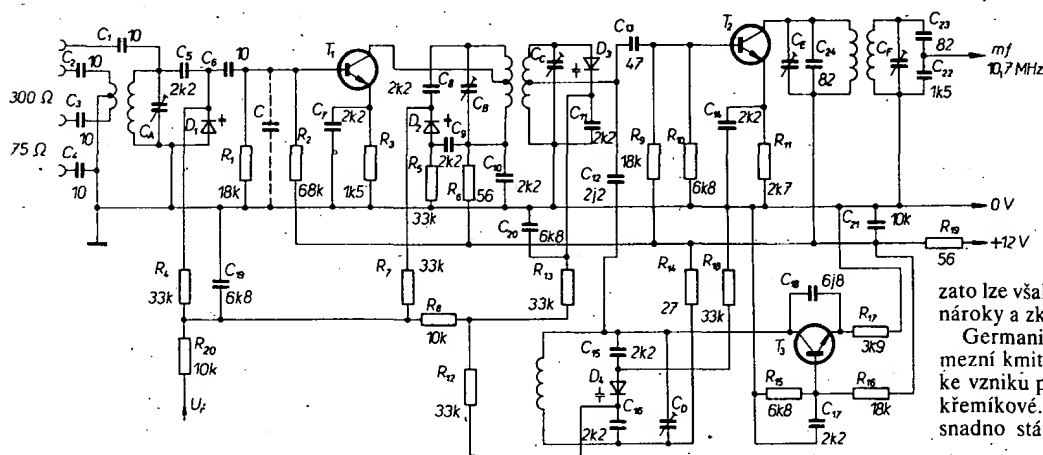 C1 10
C2 10
300 Ω
C3 10
75 Ω
C4 10
CA
C5 2k2
C6 10
D1
R1 18k
C
R2 68k
T1
C7 2k2
R3 1k5
2k2 C8
D2
C9 2k2
R5 33k
R6 56
CB
C10 2k2
CC
D3
C11 2k2
C12 2j2
C13 47
R9 18k
R10 6k8
T2
C14 2k2
R11 2k7
CE
C24 82
CF
C23 82
C22 1k5
mf 10,7 MHz
0 V
C21 10k
R19 56
+12 V
R4 33k
C19 6k8
R7 33k
C20 6k8
R13 33k
R14 27
R18 33k
R8 10k
R20 10k
UF
R12 33k
C15 2k2
D4
C16 2k2
CD
C18 6j8
T3
R17 3k9
R15 6k8
R16 18k
C17 2k2
zato lze vša
nároky a zk
Germani
mezní kmit
ke vzniku p
křemíkové.
snadno stá